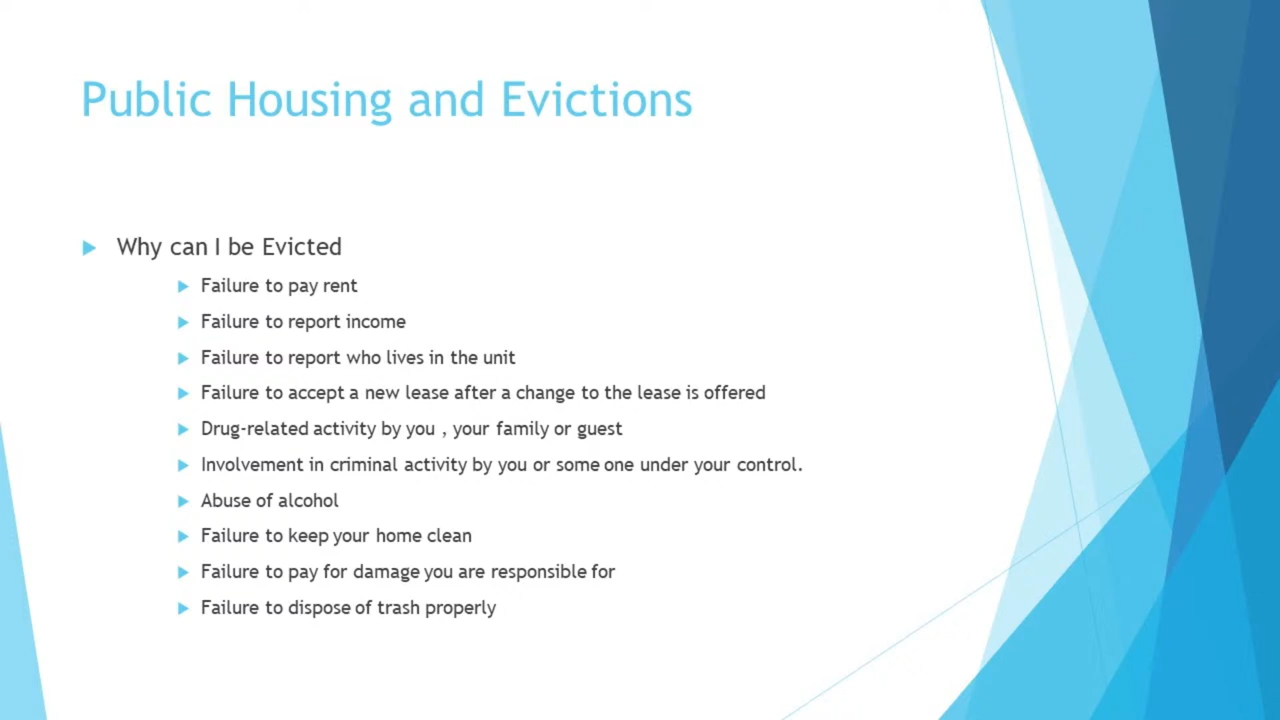 Public Housing and Evictions
Why can I be Evicted
Failure to pay rent
Failure to report income
Failure to report who lives in the unit
Failure to accept a new lease after a change to the lease is offered
Drug-related activity by you , your family or guest
Involvement in criminal activity by you or some one under your control.
Abuse of alcohol
Failure to keep your home clean
Failure to pay for damage you are responsible for
Failure to dispose of trash properly